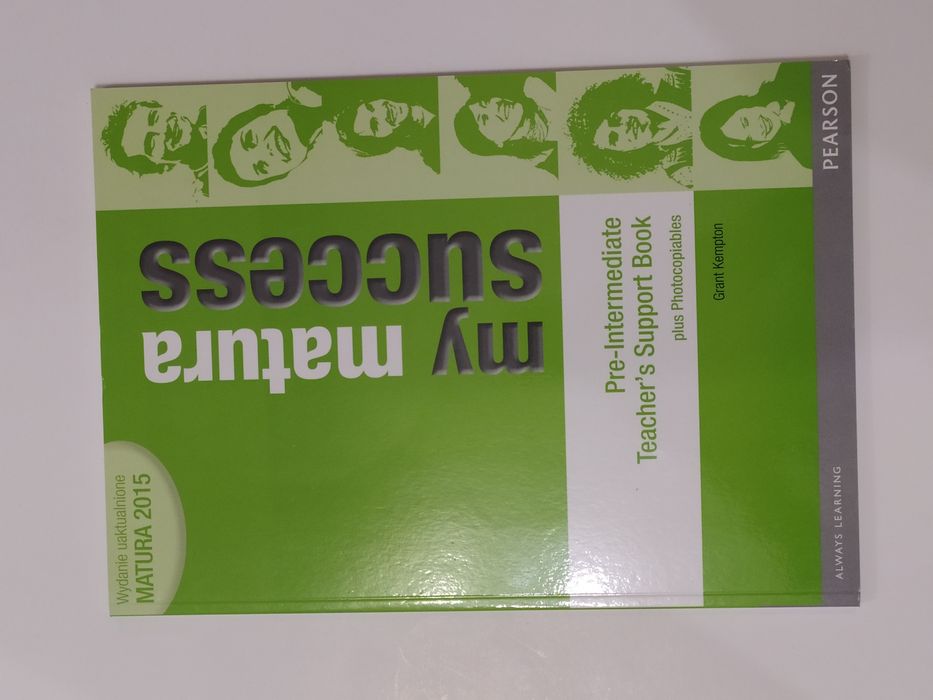 Wydanie uaktualnione
MATURA 2015
my matura
success
Pre-Intermediate
Teacher's Support Book
plus Photocopiables
Grant Kempton
ALWAYS LEARNING
PEARSON